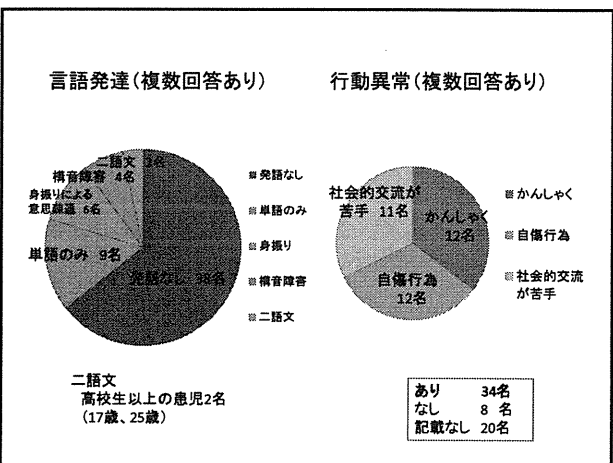 言語発達(複数回答あり)
二語文 3名
構音障害 4名
身振りによる
意思疎通 6名
単語のみ 9名
発語なし 38名
発語なし
単語のみ
身振り
構音障害
二語文
二語文
高校生以上の患児2名
(17歳、25歳)
行動異常(複数回答あり)
社会的交流が
苦手 11名
かんしゃく
12名
自傷行為
12名
かんしゃく
自傷行為
社会的交流
が苦手
あり 34名
なし 8 名
記載なし 20名